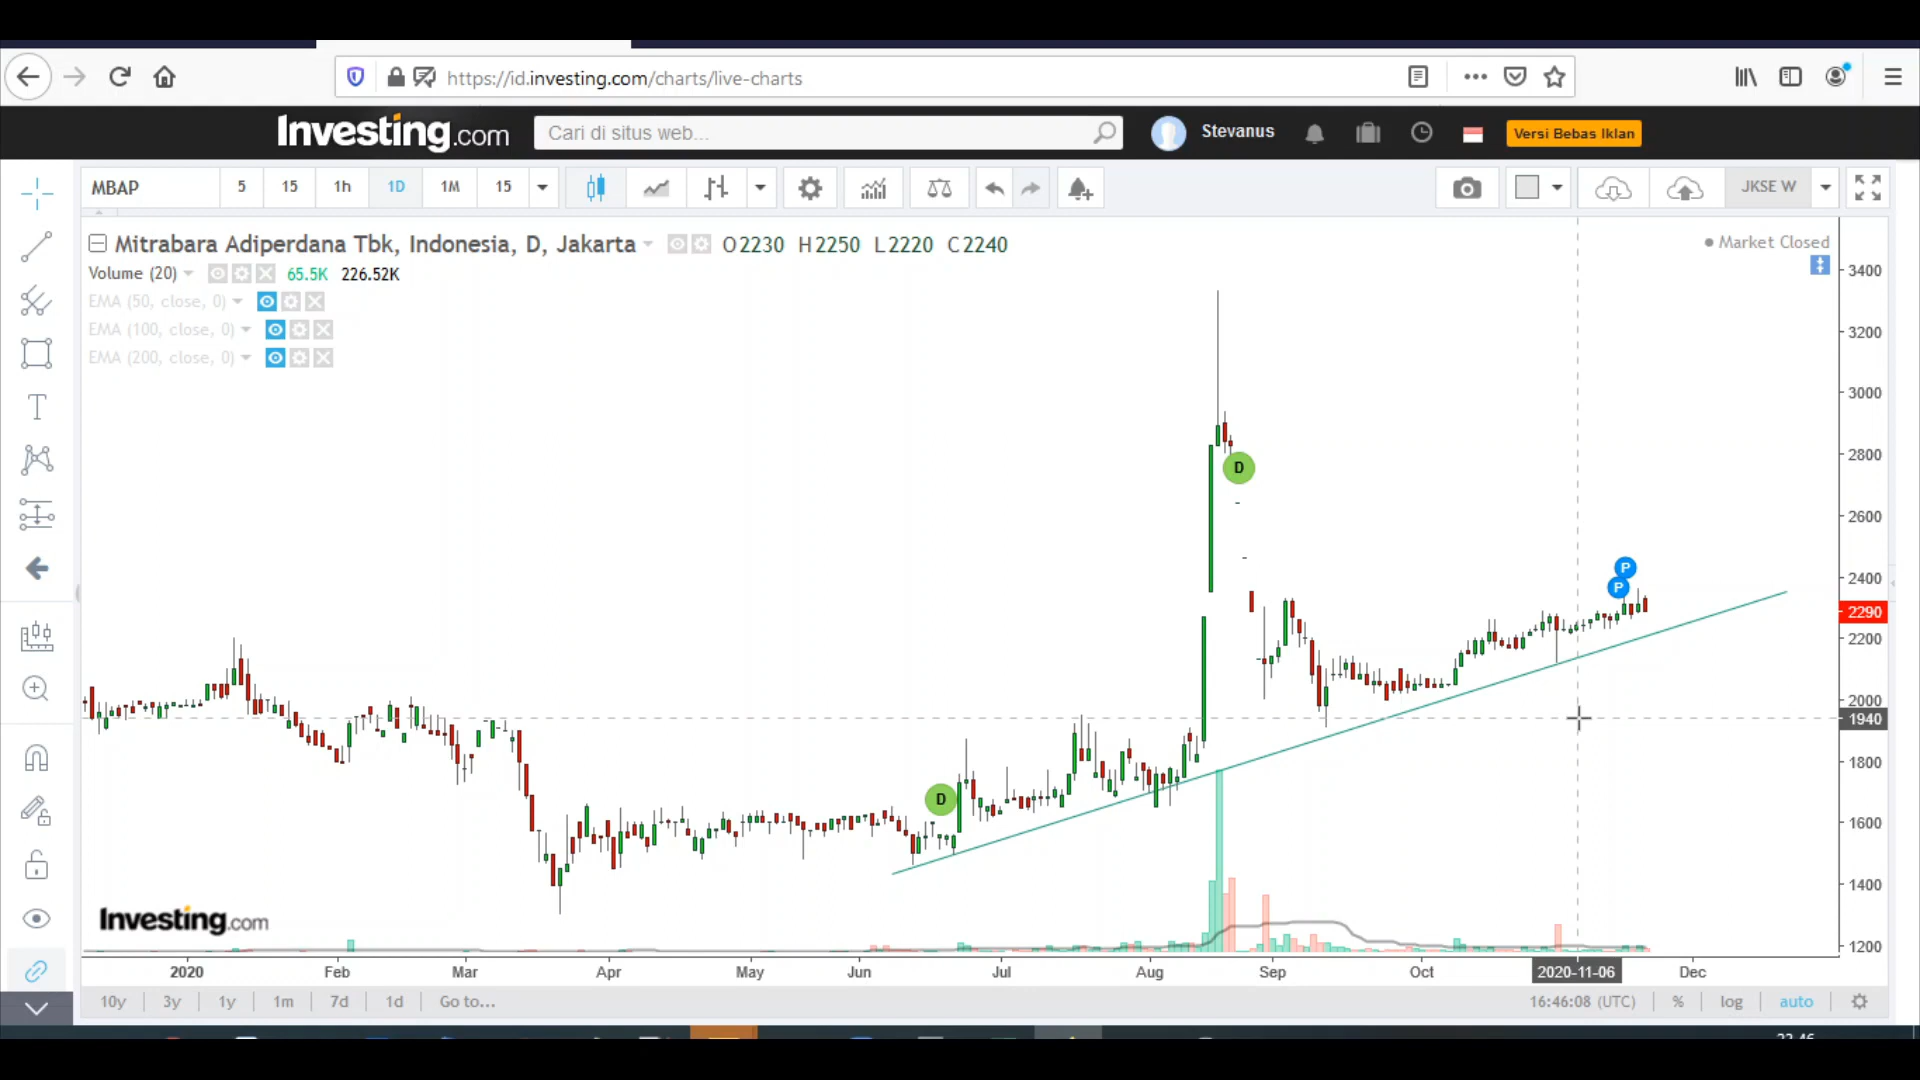 https://id.investing.com/charts/live-charts
Investing.com
Cari di situs web...
Stevanus
Versi Bebas Iklan
MBAP
5
15
1h
1D
1M
15
JKSE W
Mitrabara Adiperdana Tbk, Indonesia, D, Jakarta
O2230 H2250 L2220 C2240
Market Closed
Volume (20)
65.5K
226.52K
EMA (50, close, 0)
EMA (100, close, 0)
EMA (200, close, 0)
3400
3200
3000
2800
2600
2400
2290
2200
2000
1940
1800
1600
1400
1200
D
D
P
P
Investing.com
2020
Feb
Mar
Apr
May
Jun
Jul
Aug
Sep
Oct
2020-11-06
Dec
10y
3y
1y
1m
7d
1d
Go to...
16:46:08 (UTC)
%
log
auto